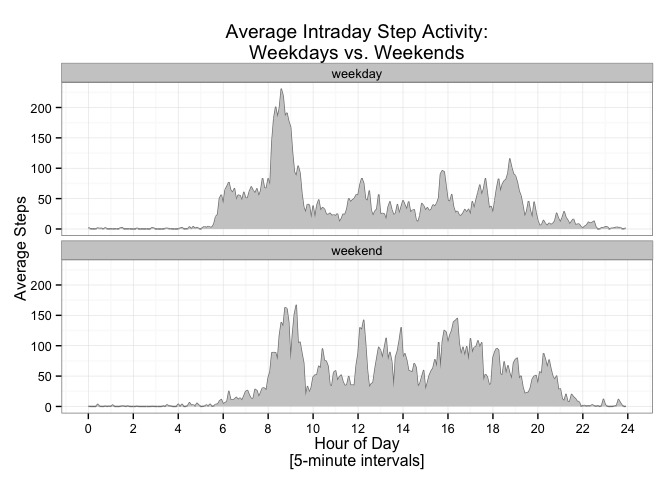 Average Intraday Step Activity:
Weekdays vs. Weekends
weekday
200
150
100
50
0
Average Steps
weekend
200
150
100
50
0
0 2 4 6 8 10 12 14 16 18 20 22 24
Hour of Day
[5-minute intervals]